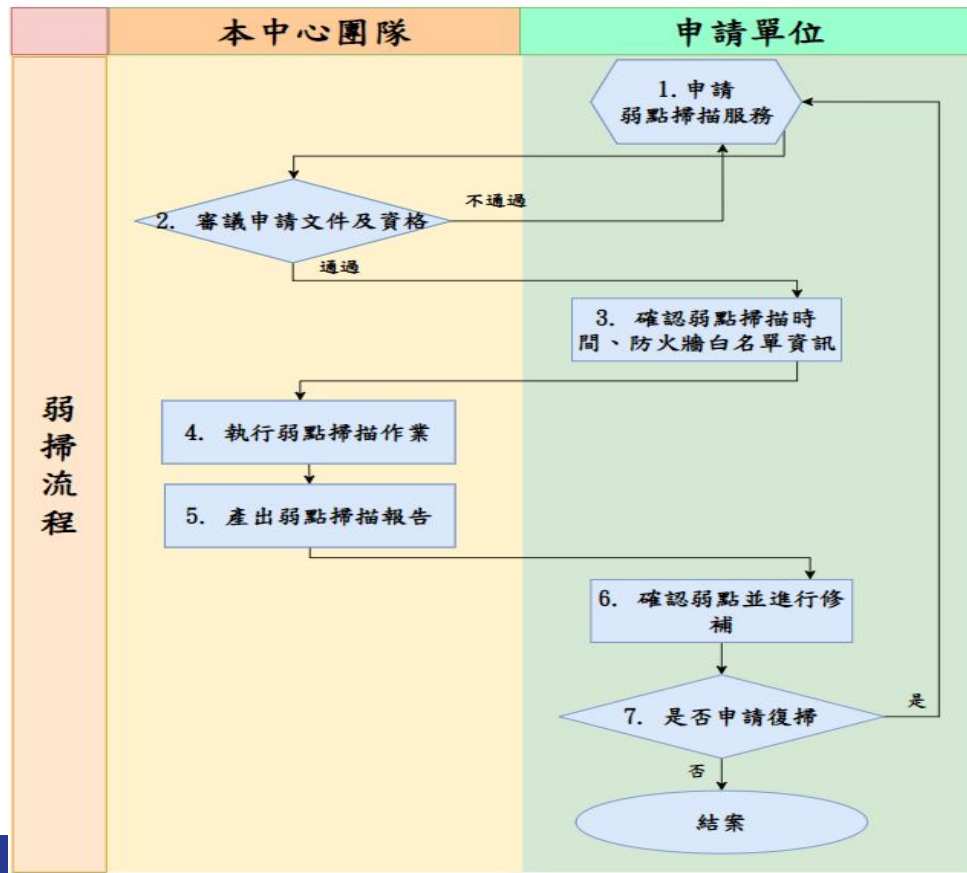 本中心團隊
申請單位
弱掃流程
1. 申請
弱點掃描服務
不通過
2. 審議申請文件及資格
通過
3. 確認弱點掃描時
間、防火牆白名單資訊
4. 執行弱點掃描作業
5. 產出弱點掃描報告
6. 確認弱點並進行修
補
是
7. 是否申請復掃
否
結案